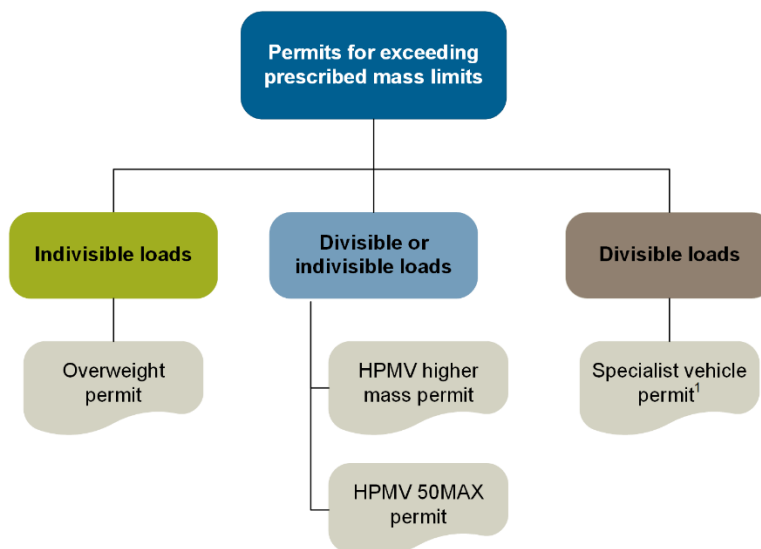 Permits for exceeding
prescribed mass limits
Indivisible loads
Divisible or
indivisible loads
Divisible loads
Overweight
permit
HPMV higher
mass permit
Specialist vehicle
permit¹
HPMV 50MAX
permit